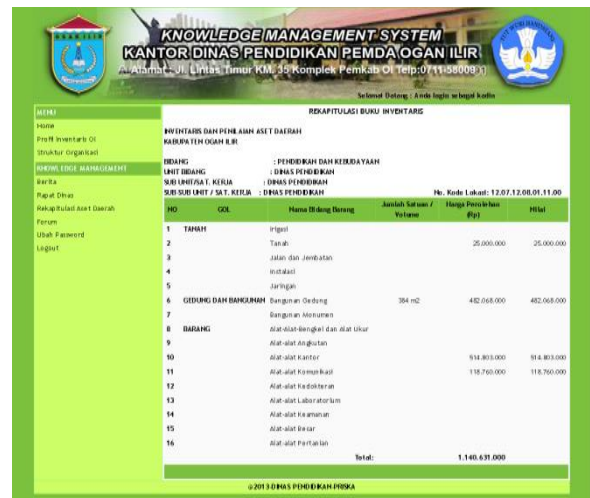 KNOWLEDGE MANAGEMENT SYSTEM
KANTOR DINAS PENDIDIKAN PEMDA OGAN ILIR
Alamat : Jl. Lintas Timur KM. 35 Komplek Pemkab OI Telp:0711-58009
Selamat Datang : Anda login sebagai kadin
MENU
Home
Profil Inventaris OI
Struktur Organisasi
KNOWLEDGE MANAGEMENT
Berita
Rapat Dinas
Rekapitulasi Aset Daerah
Forum
Ubah Password
Logout
REKAPITULASI BUKU INVENTARIS
INVENTARIS DAN PENILAIAN ASET DAERAH
KABUPATEN OGAN ILIR
BIDANG : PENDIDIKAN DAN KEBUDAYAAN
UNIT BIDANG : DINAS PENDIDIKAN
SUB UNIT/SAT. KERJA : DINAS PENDIDIKAN
SUB-SUB UNIT / SAT. KERJA : DINAS PENDIDIKAN No. Kode Lokasi: 12.07.12.08.01.11.00
NO GOL Nama Bidang Barang Jumlah Satuan / Volume Harga Perolehan (Rp) Nilai
1 TANAH Irigasi
2 Tanah 25.000.000 25.000.000
3 Jalan dan Jembatan
4 Instalasi
5 Jaringan
6 GEDUNG DAN BANGUNAN Bangunan Gedung 384 m2 482.068.000 482.068.000
7 Bangunan Monumen
8 BARANG Alat-Alat-Bengkel dan Alat Ukur
9 Alat-alat Angkutan
10 Alat-alat Kantor 514.803.000 514.803.000
11 Alat-alat Komunikasi 118.760.000 118.760.000
12 Alat-alat Kedokteran
13 Alat-alat Laboratorium
14 Alat-alat Keamanan
15 Alat-alat Besar
16 Alat-alat Pertanian
Total: 1.140.631.000
©2013-DINAS PENDIDIKAN-PRISKA